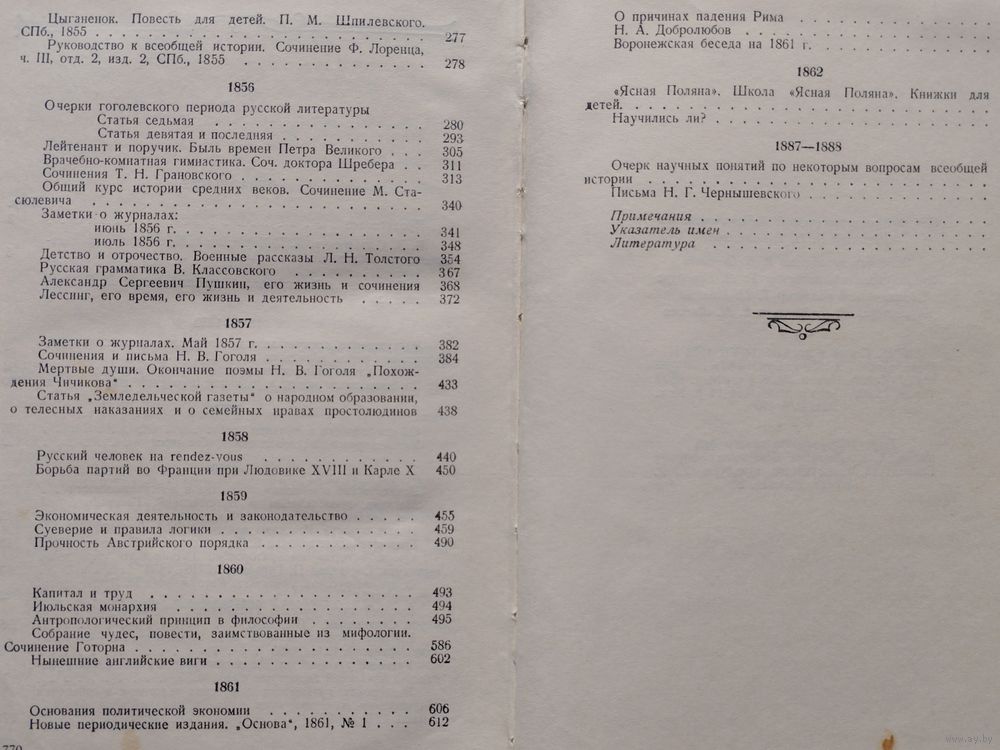 Цыганенок. Повесть для детей. П. М. Шпилевского.
СПб., 1855 . . . . . . . . . . . . . . . . . . . . 277
Руководство к всеобщей истории. Сочинение Ф. Лоренца,
ч. III, отд. 2, изд. 2, СПб., 1855 . . . . . . . . . . 278
1856
Очерки гоголевского периода русской литературы
Статья седьмая . . . . . . . . . . . . . . . 280
Статья девятая и последняя . . . . . . . . . . 293
Лейтенант и поручик. Быль времен Петра Великого . . . 305
Врачебно-комнатная гимнастика. Соч. доктора Шребера . . 311
Сочинения Т. Н. Грановского . . . . . . . . . . . . 313
Общий курс истории средних веков. Сочинение М. Ста-
сюлевича . . . . . . . . . . . . . . . . . . . . . 340
Заметки о журналах:
июнь 1856 г. . . . . . . . . . . . . . . . . . 341
июль 1856 г. . . . . . . . . . . . . . . . . . 348
Детство и отрочество. Военные рассказы Л. Н. Толстого 354
Русская грамматика В. Классовского . . . . . . . . . 367
Александр Сергеевич Пушкин, его жизнь и сочинения 368
Лессинг, его время, его жизнь и деятельность . . . . . 372
1857
Заметки о журналах. Май 1857 г. . . . . . . . . . . . 382
Сочинения и письма Н. В. Гоголя . . . . . . . . . . . 384
Мертвые души. Окончание поэмы Н. В. Гоголя „Похож-
дения Чичикова“ . . . . . . . . . . . . . . . . . . . 433
Статья „Земледельческой газеты“ о народном образовании,
о телесных наказаниях и о семейных нравах простолюдинов 438
1858
Русский человек на rendez-vous . . . . . . . . . . . 440
Борьба партий во Франции при Людовике XVIII и Карле X 450
1859
Экономическая деятельность и законодательство . . . . . 455
Суеверие и правила логики . . . . . . . . . . . . . . 459
Прочность Австрийского порядка . . . . . . . . . . . 490
1860
Капитал и труд . . . . . . . . . . . . . . . . . . . 493
Июльская монархия . . . . . . . . . . . . . . . . . 494
Антропологический принцип в философии . . . . . . . . 495
Собрание чудес, повести, заимствованные из мифологии.
Сочинение Готорна . . . . . . . . . . . . . . . . . . 586
Нынешние английские виги . . . . . . . . . . . . . . 602
1861
Основания политической экономии . . . . . . . . . . . 606
Новые периодические издания. „Основа“, 1861, № 1 . . . 612
770
О причинах падения Рима . . . . . . . . . . . . .
Н. А. Добролюбов . . . . . . . . . . . . . . . .
Воронежская беседа на 1861 г. . . . . . . . . . . .
1862
«Ясная Поляна». Школа «Ясная Поляна». Книжки для
детей. . . . . . . . . . . . . . . . . . . . . . .
Научились ли? . . . . . . . . . . . . . . . . . .
1887—1888
Очерк научных понятий по некоторым вопросам всеобщей
истории . . . . . . . . . . . . . . . . . . . . .
Письма Н. Г. Чернышевского . . . . . . . . . . . .
Примечания . . . . . . . . . . . . . . . . . . .
Указатель имен . . . . . . . . . . . . . . . . . .
Литература . . . . . . . . . . . . . . . . . . .
www.ay.by